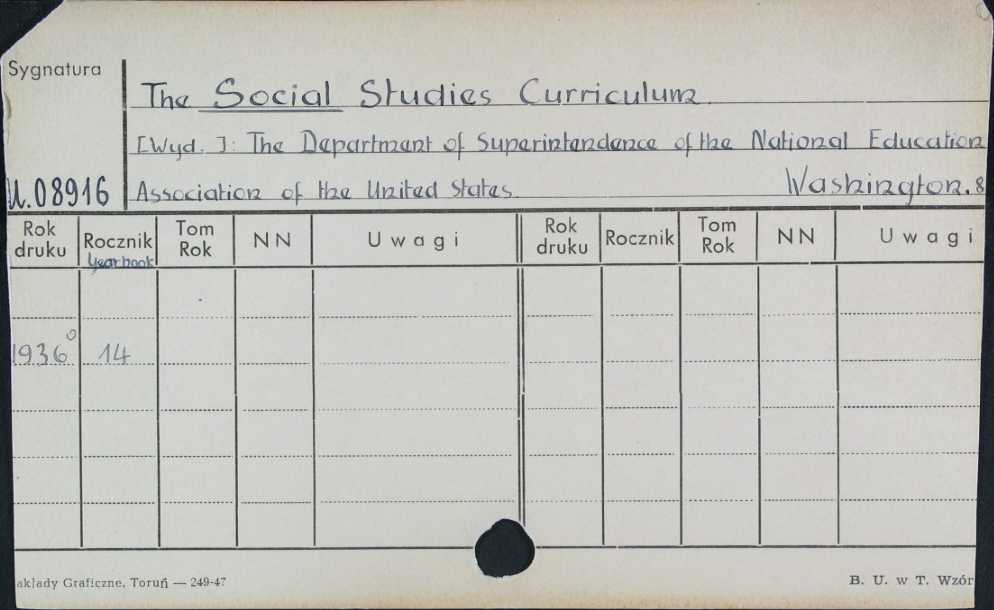 Sygnatura
The Social Studies Curriculum
[Wyd.]: The Department of Superintendence of the National Education
U.08916 Association of the United States. Washington. 8
Rok druku Rocznik Tom Rok NN Uwagi Rok druku Rocznik Tom Rok NN Uwagi
Yearbook
1936 14
akłady Graficzne, Toruń — 249-47 B. U. w T. Wzór